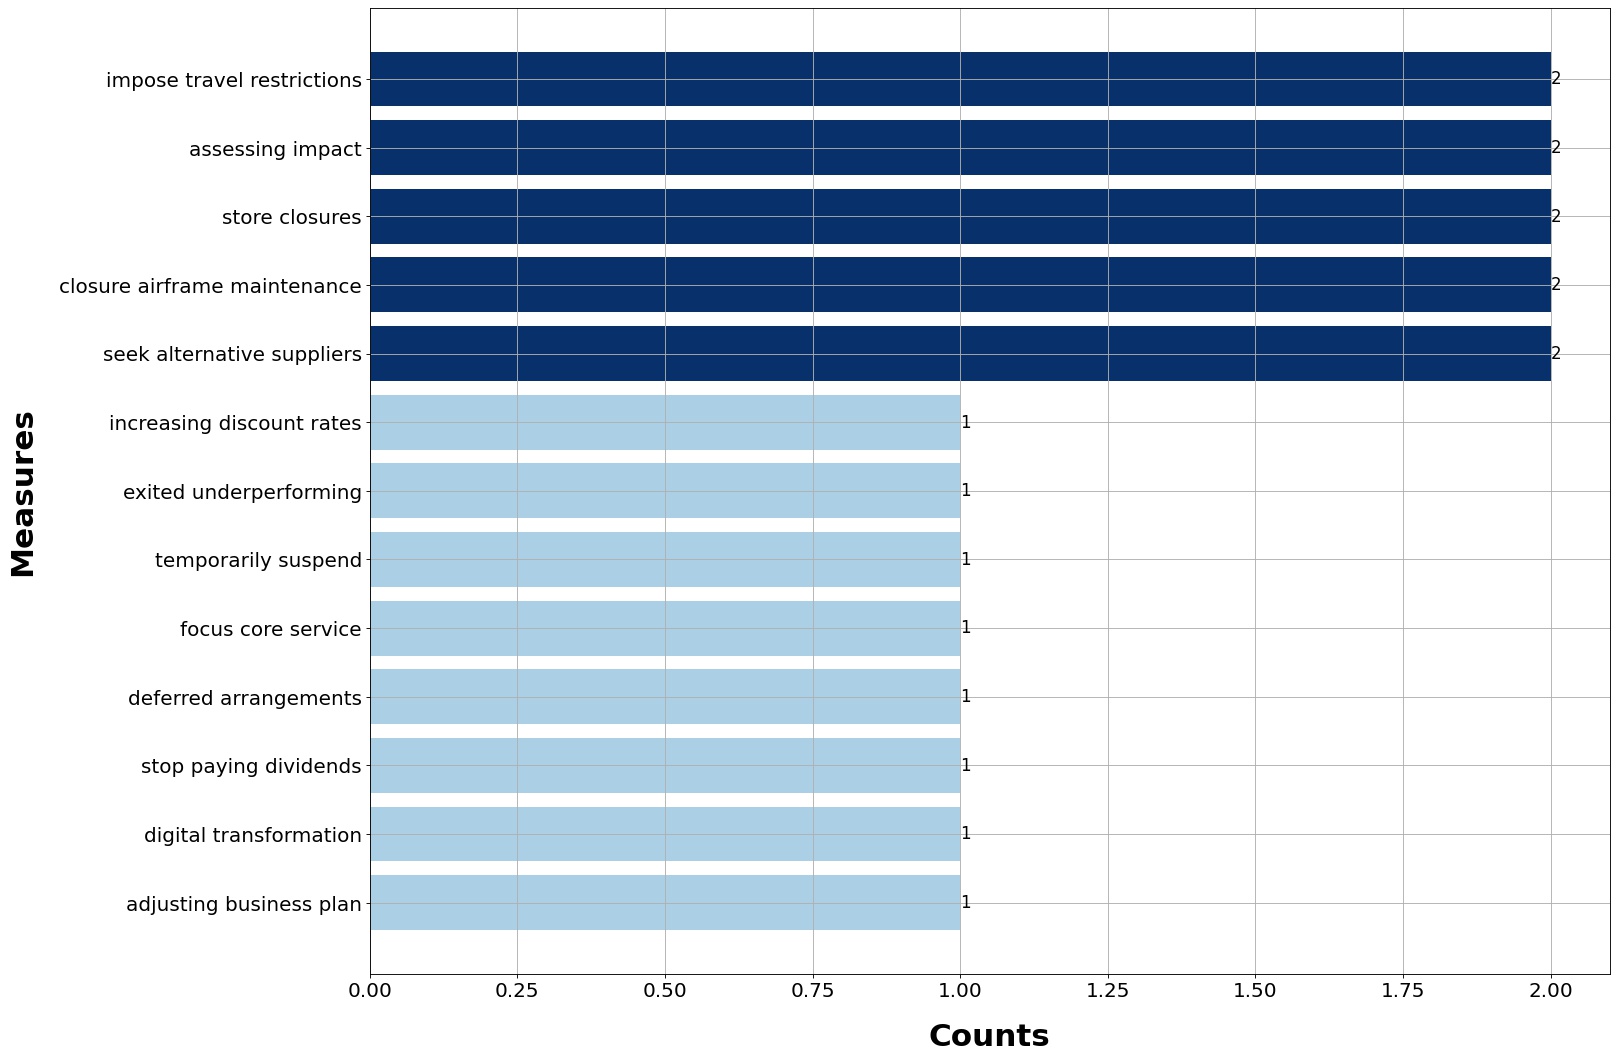 impose travel restrictions 2
assessing impact 2
store closures 2
closure airframe maintenance 2
seek alternative suppliers 2
increasing discount rates 1
exited underperforming 1
temporarily suspend 1
focus core service 1
deferred arrangements 1
stop paying dividends 1
digital transformation 1
adjusting business plan 1
Measures
0.00 0.25 0.50 0.75 1.00 1.25 1.50 1.75 2.00
Counts